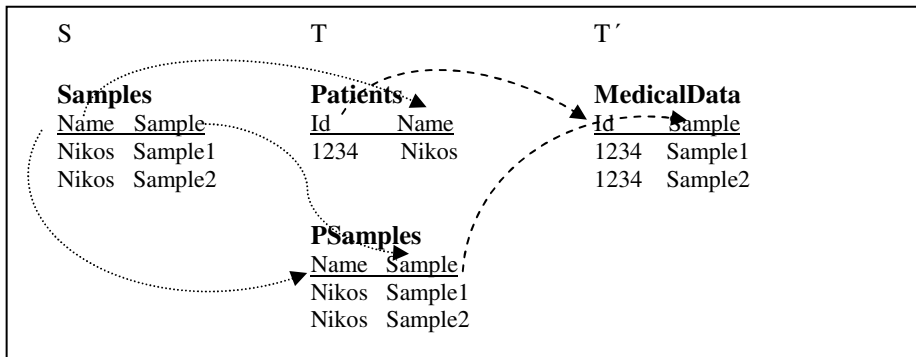 S T T´
Samples Patients MedicalData
Name Sample Id Name Id Sample
Nikos Sample1 1234 Nikos 1234 Sample1
Nikos Sample2 1234 Sample2
PSamples
Name Sample
Nikos Sample1
Nikos Sample2